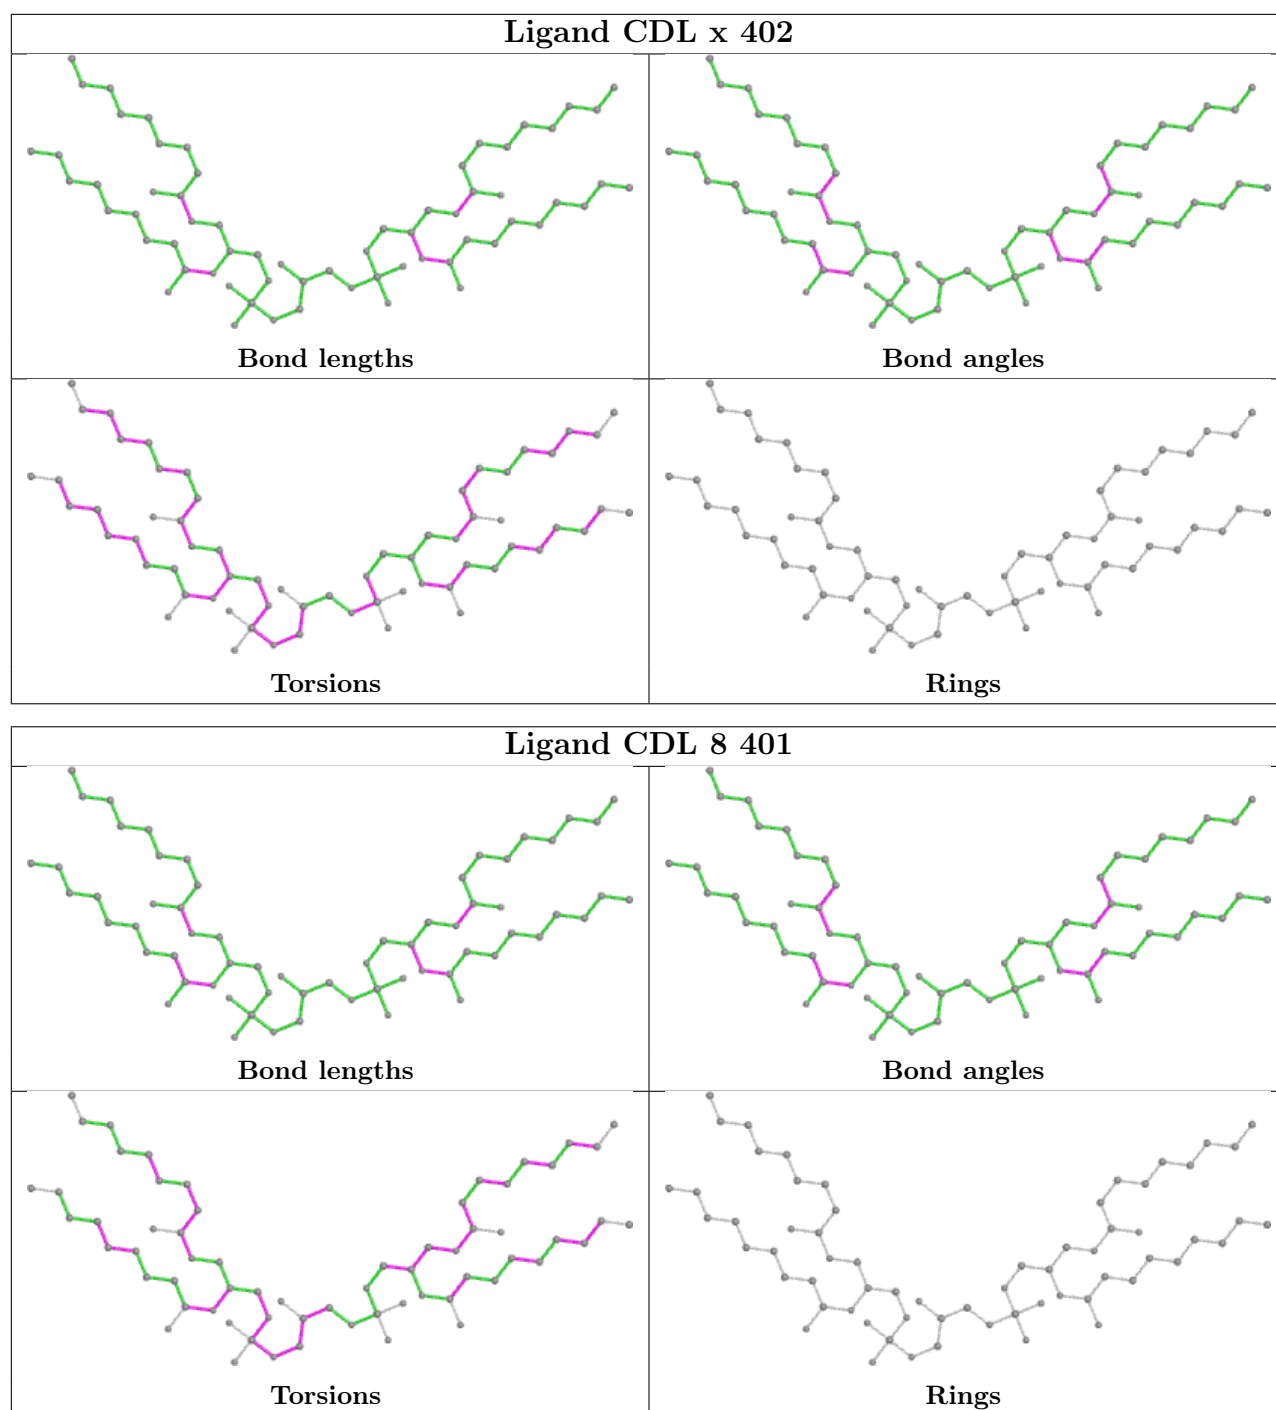 Ligand CDL x 402
Bond lengths
Bond angles
Torsions
Rings
Ligand CDL 8 401
Bond lengths
Bond angles
Torsions
Rings